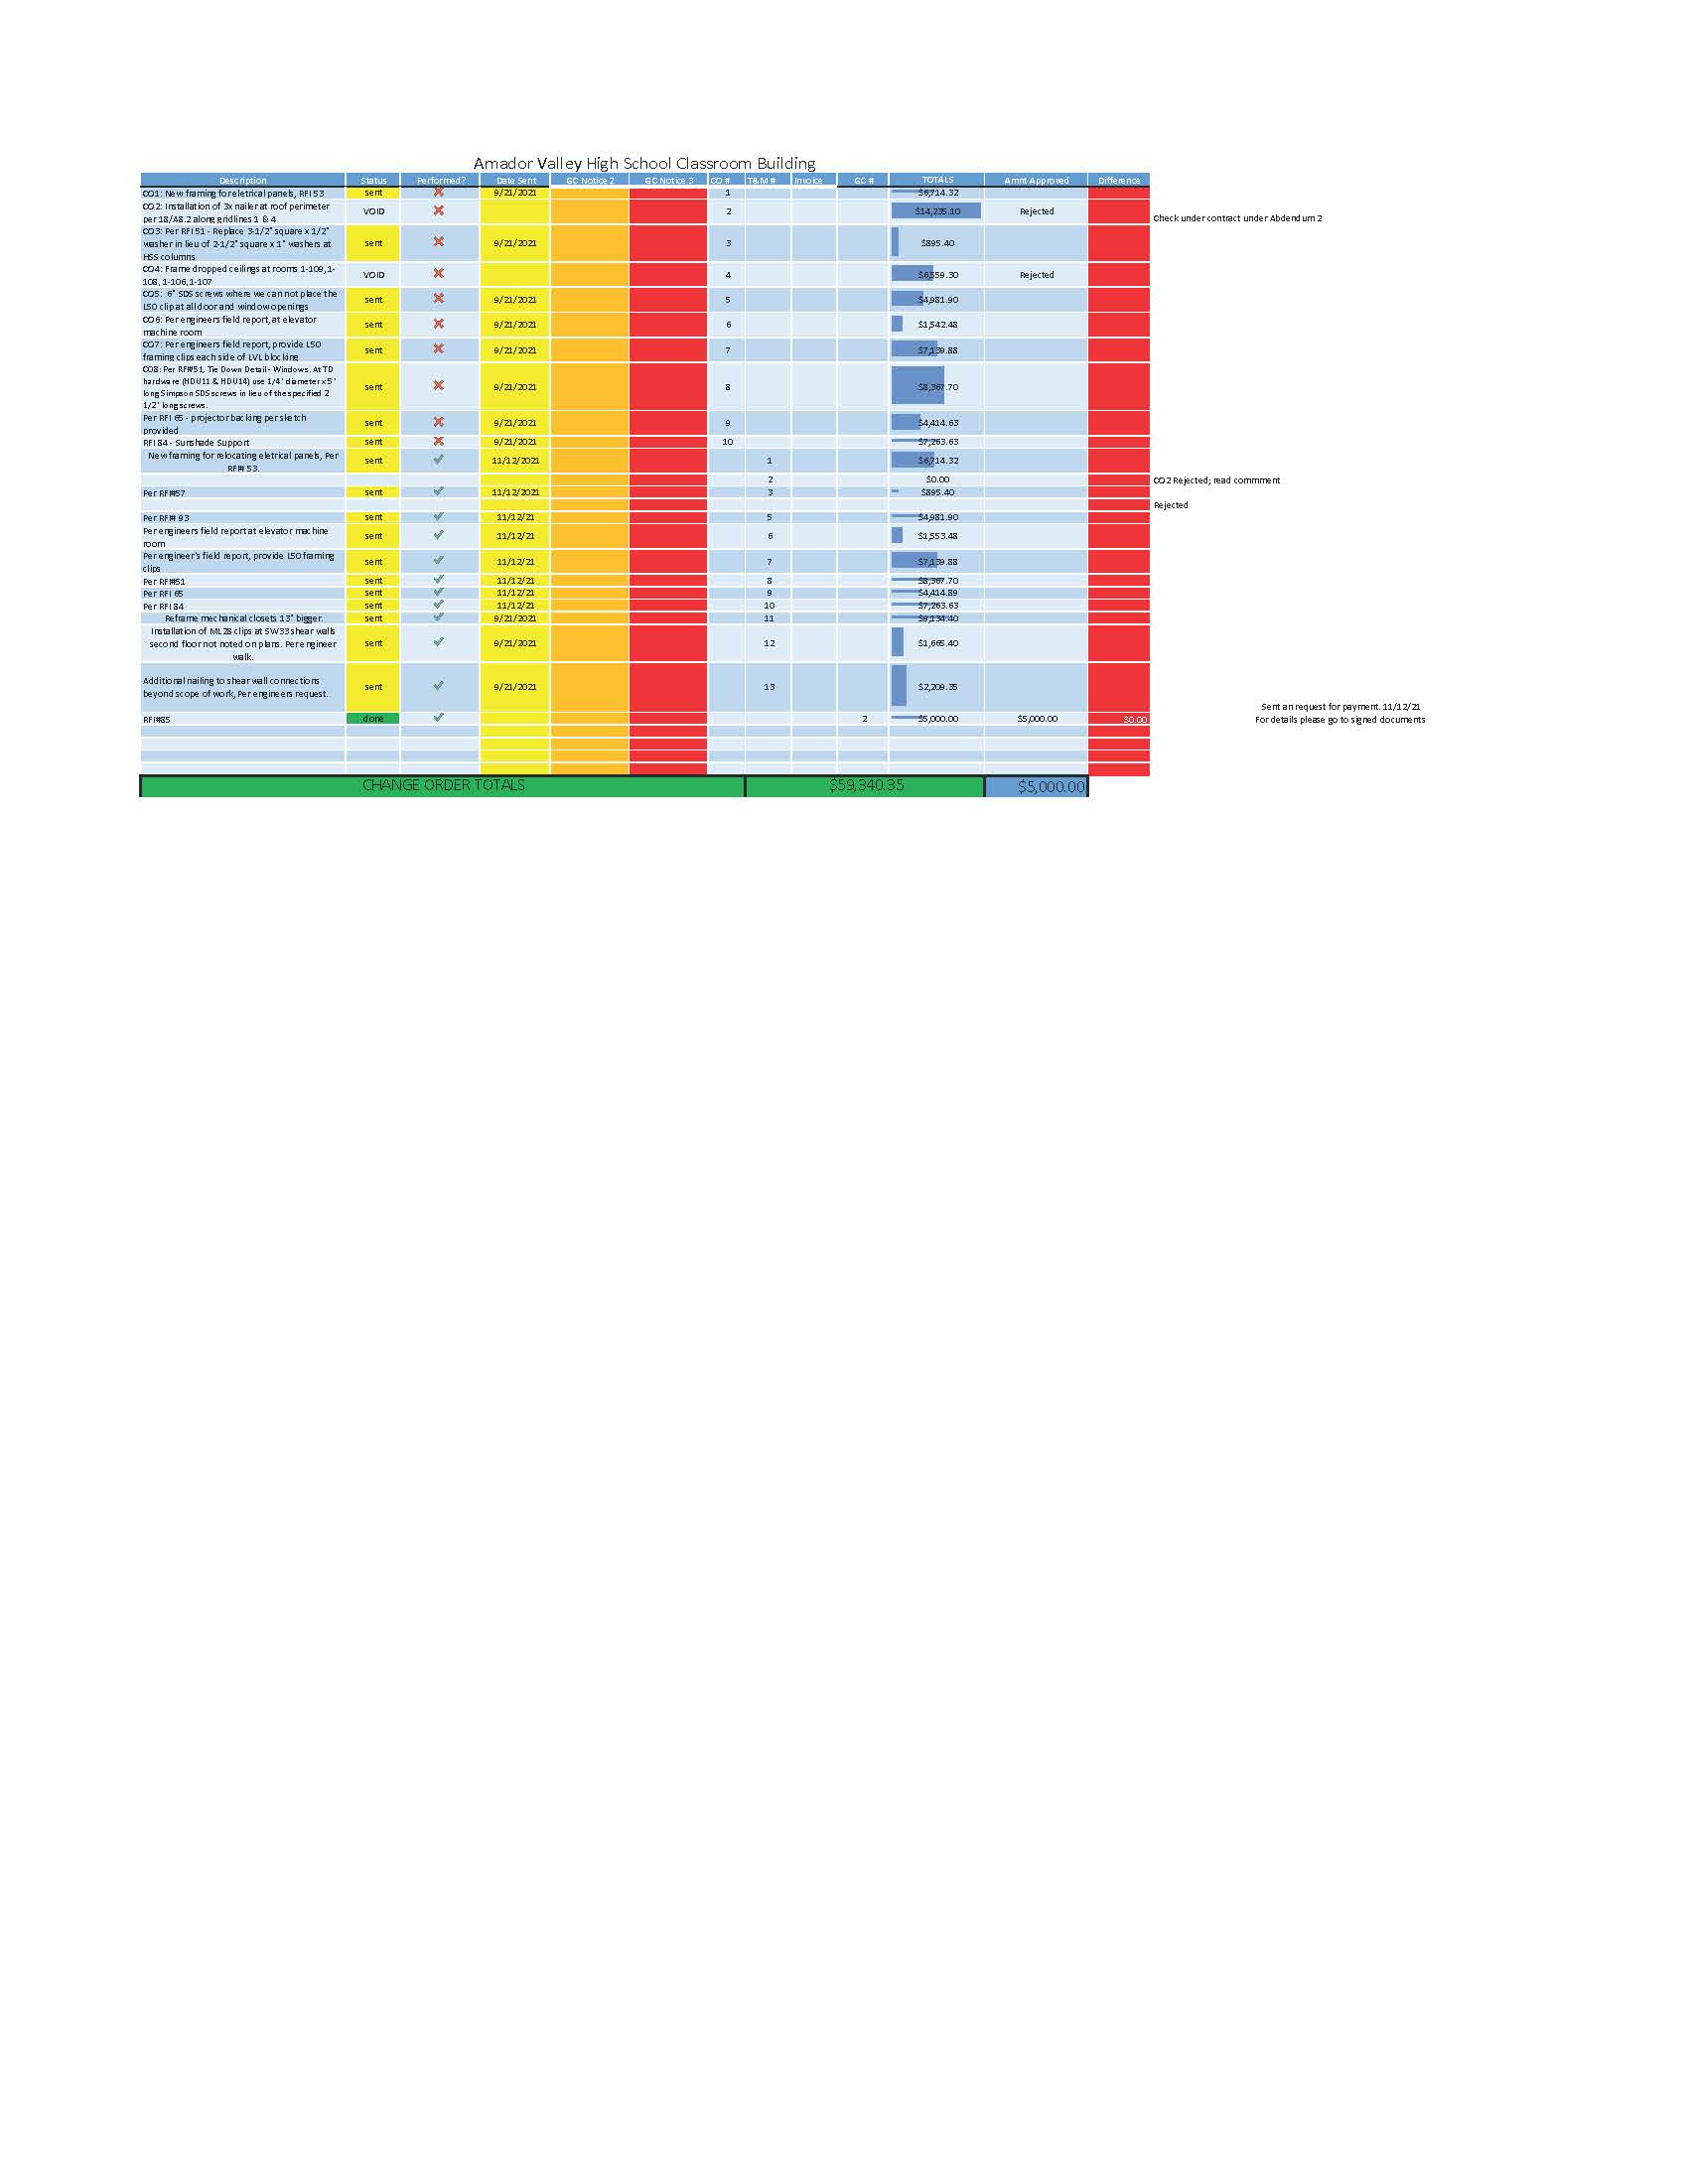 Amador Valley High School Classroom Building
Description Status Performed? Date Sent GC Notice 2 GC Notice 3 CO # T&M # Invoice GC # TOTALS Amnt Approved Difference
CO1: New framing for eletrical panels, RFI 53 sent 9/21/2021 1 $6,714.32
CO2: Installation of 3x nailer at roof perimeter
per 18/A8.2 along gridlines 1 & 4 VOID 2 $14,235.10 Rejected
Check under contract under Abdendum 2
CO3: Per RFI 51 - Replace 3-1/2" square x 1/2"
washer in lieu of 2-1/2" square x 1" washers at sent 9/21/2021 3 $895.40
HSS columns
CO4: Frame dropped ceilings at rooms 1-109, 1-
108, 1-106, 1-107 VOID 4 $6,559.30 Rejected
CO5: 6" SDS screws where we can not place the
L50 clip at all door and window openings sent 9/21/2021 5 $4,981.90
CO6: Per engineers field report, at elevator
machine room sent 9/21/2021 6 $1,542.48
CO7: Per engineers field report, provide L50
framing clips each side of LVL blocking sent 9/21/2021 7 $7,139.88
CO8: Per RFI#51, Tie Down Detail - Windows. At TD
hardware (HDU11 & HDU14) use 1/4" diameter x 5"
long Simpson SDS screws in lieu of the specified 2 sent 9/21/2021 8 $8,367.70
1/2" long screws.
Per RFI 65 - projector backing per sketch
provided sent 9/21/2021 9 $4,414.63
RFI 84 - Sunshade Support sent 9/21/2021 10 $7,263.63
New framing for relocating eletrical panels, Per
RFI# 53. sent 11/12/2021 1 $6,714.32
2 $0.00 CO2 Rejected; read commment
Per RFI#57 sent 11/12/2021 3 $895.40
Rejected
Per RFI# 93 sent 11/12/21 5 $4,981.90
Per engineers field report at elevator machine
room sent 11/12/21 6 $1,553.48
Per engineer's field report, provide L50 framing
clips sent 11/12/21 7 $7,139.88
Per RFI#51 sent 11/12/21 8 $8,367.70
Per RFI 65 sent 11/12/21 9 $4,414.89
Per RFI 84 sent 11/12/21 10 $7,263.63
Reframe mechanical closets 13" bigger. sent 9/21/2021 11 $9,134.40
Installation of ML28 clips at SW33 shear walls
second floor not noted on plans. Per engineer sent 9/21/2021 12 $1,665.40
walk.
Additional nailing to shear wall connections
beyond scope of work, Per engineers request. sent 9/21/2021 13 $2,209.35
Sent an request for payment. 11/12/21
RFI#85 done 2 $5,000.00 $5,000.00 $0.00 For details please go to signed documents
CHANGE ORDER TOTALS $59,340.35 $5,000.00